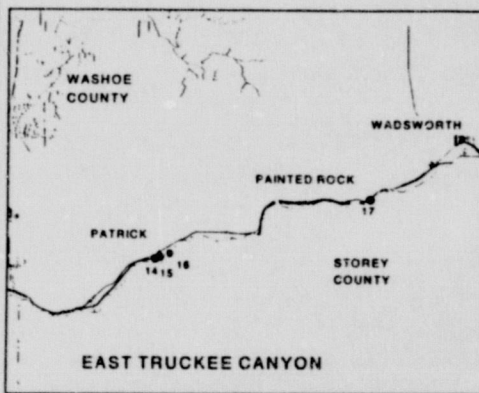 WASHOE
COUNTY
WADSWORTH
PAINTED ROCK
17
PATRICK
16
14 15
STOREY
COUNTY
EAST TRUCKEE CANYON